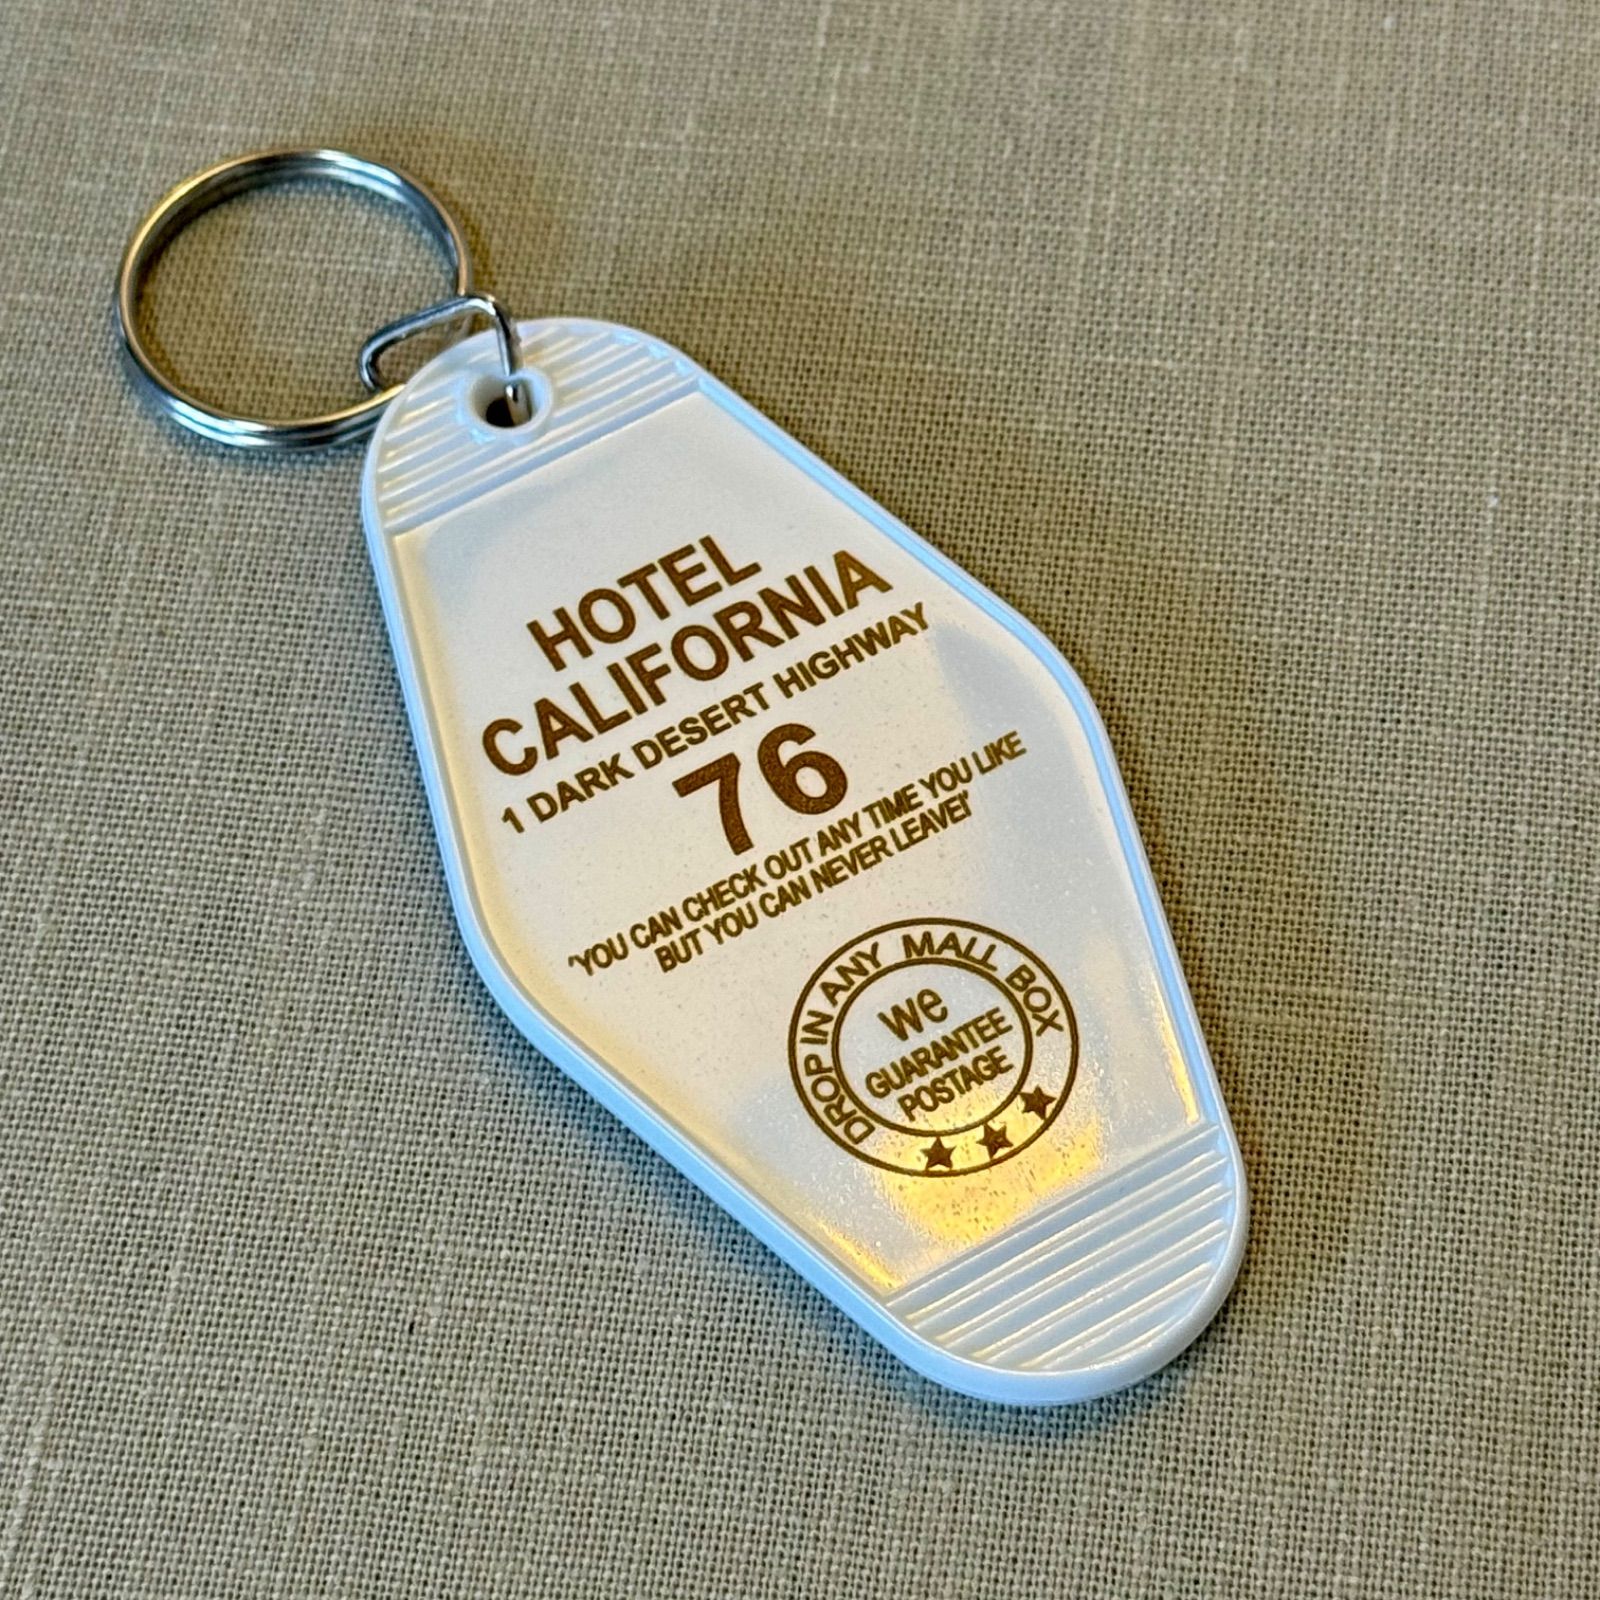 HOTEL
CALIFORNIA
1 DARK DESERT HIGHWAY
76
'YOU CAN CHECK OUT ANY TIME YOU LIKE
BUT YOU CAN NEVER LEAVE!'
DROP IN ANY MALL BOX
we
GUARANTEE
POSTAGE